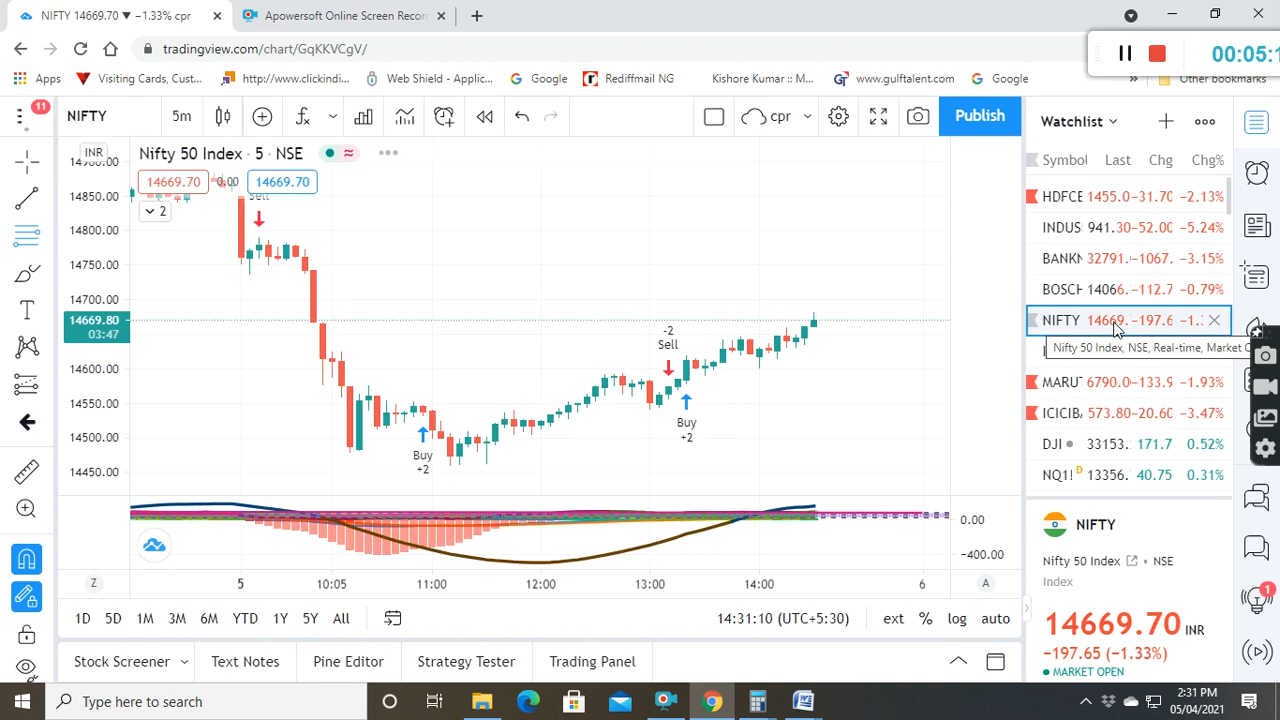 NIFTY 14669.70 ▼ −1.33% cpr
Apowersoft Online Screen Recor
tradingview.com/chart/GqKKVCgV/
00:05:1
Apps
Visiting Cards, Cust...
http://www.clickindi...
Web Shield - Applic...
Google
Rediffmail NG
Kishore Kumar :: M...
www.gulftalent.com
Google
»
Other bookmarks
11
NIFTY
5m
cpr
Publish
Watchlist
INR
Nifty 50 Index · 5 · NSE
Symbol Last Chg Chg%
14669.70
0.00
14669.70
2
14900.00
14850.00
14800.00
14750.00
14700.00
14669.80
03:47
14600.00
14550.00
14500.00
14450.00
Sell
-2
Sell
Buy
+2
Buy
+2
HDFCE 1455.0 −31.70 −2.13%
INDUS 941.30 −52.00 −5.24%
BANKN 32791. −1067. −3.15%
BOSCH 14066. −112.7 −0.79%
NIFTY 14669. −197.6 −1.
Nifty 50 Index, NSE, Real-time, Market O
MARUT 6790.0 −133.9 −1.93%
ICICIB 573.80 −20.60 −3.47%
DJI 33153. 171.7 0.52%
NQ1! D 13356. 40.75 0.31%
0.00
−400.00
Z
5
10:05
11:00
12:00
13:00
14:00
6
A
NIFTY
Nifty 50 Index • NSE
Index
14669.70 INR
−197.65 (−1.33%)
MARKET OPEN
1
1D 5D 1M 3M 6M YTD 1Y 5Y All
14:31:10 (UTC+5:30)
ext % log auto
Stock Screener
Text Notes
Pine Editor
Strategy Tester
Trading Panel
Type here to search
2:31 PM
05/04/2021